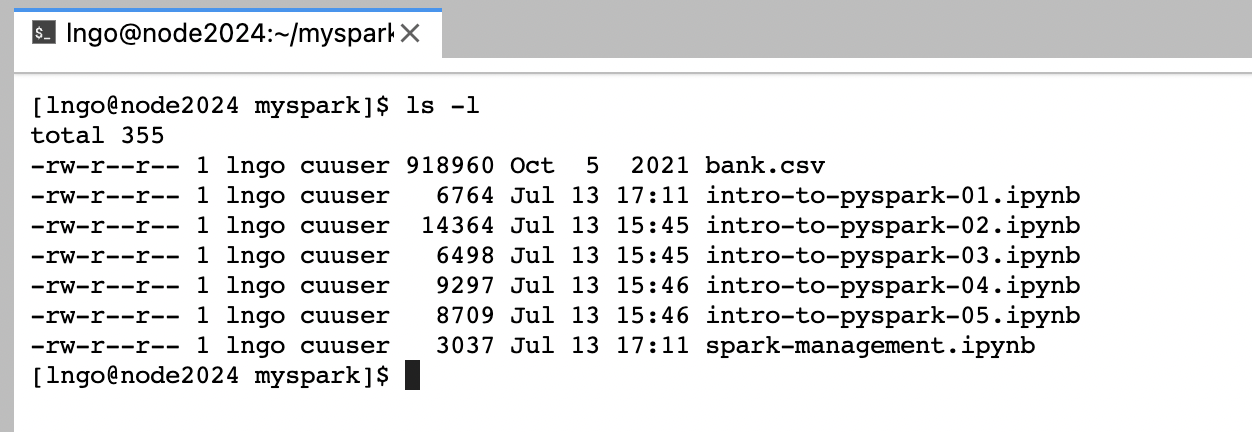 $_ lngo@node2024:~/myspark
[lngo@node2024 myspark]$ ls -l
total 355
-rw-r--r-- 1 lngo cuuser 918960 Oct  5  2021 bank.csv
-rw-r--r-- 1 lngo cuuser   6764 Jul 13 17:11 intro-to-pyspark-01.ipynb
-rw-r--r-- 1 lngo cuuser  14364 Jul 13 15:45 intro-to-pyspark-02.ipynb
-rw-r--r-- 1 lngo cuuser   6498 Jul 13 15:45 intro-to-pyspark-03.ipynb
-rw-r--r-- 1 lngo cuuser   9297 Jul 13 15:46 intro-to-pyspark-04.ipynb
-rw-r--r-- 1 lngo cuuser   8709 Jul 13 15:46 intro-to-pyspark-05.ipynb
-rw-r--r-- 1 lngo cuuser   3037 Jul 13 17:11 spark-management.ipynb
[lngo@node2024 myspark]$